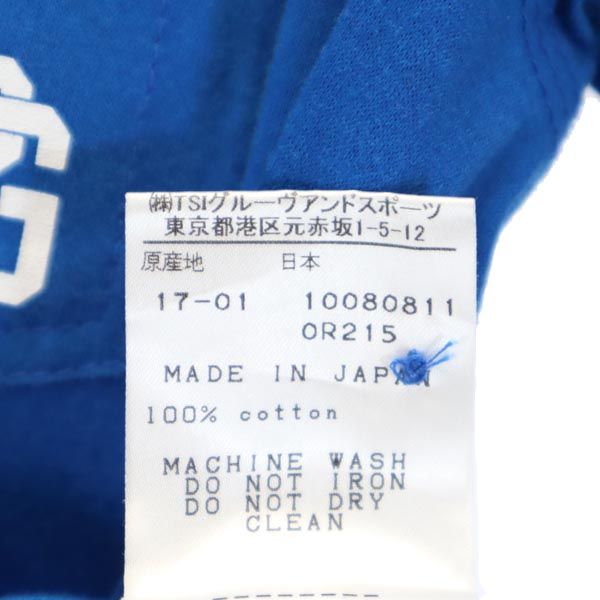 G
㈱TSIグルーヴアンドスポーツ
東京都港区元赤坂1-5-12
原産地 日本
17-01 10080811
OR215
MADE IN JAPAN
100% cotton
MACHINE WASH
DO NOT IRON
DO NOT DRY
CLEAN